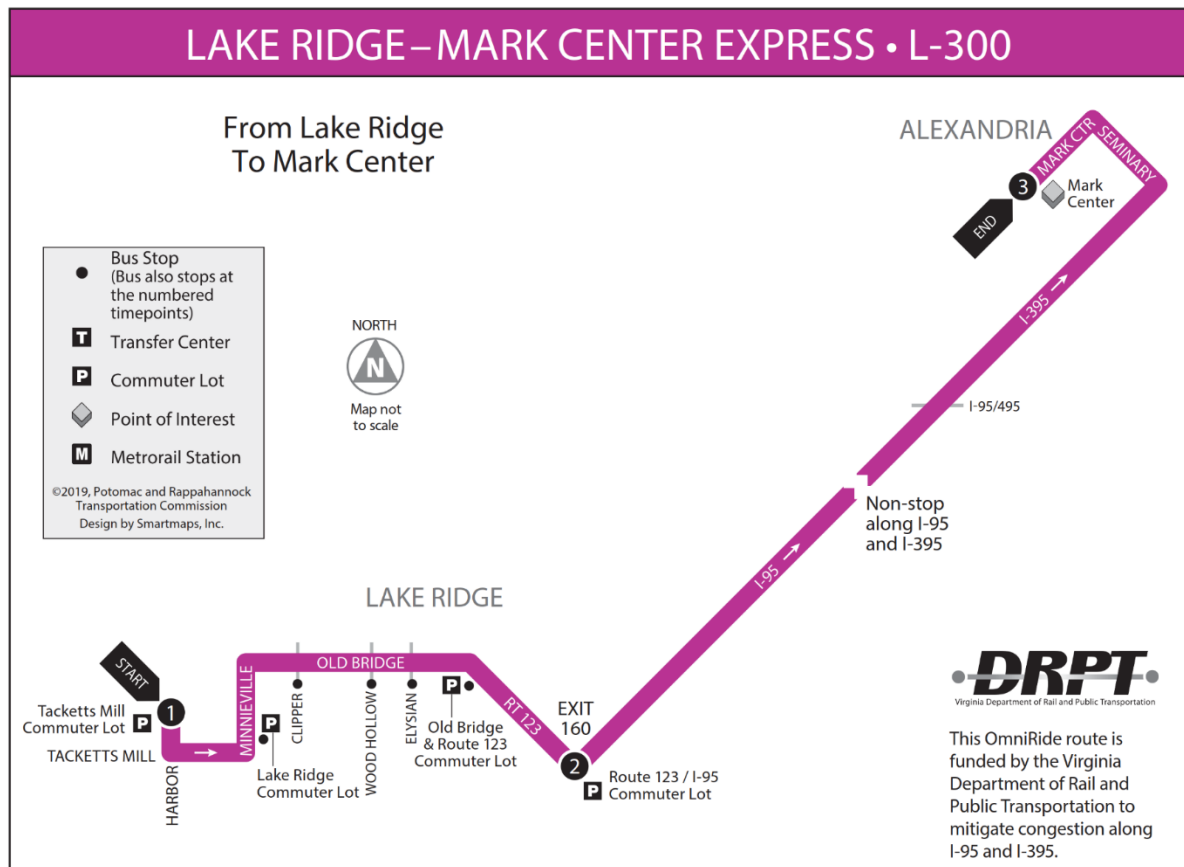 LAKE RIDGE–MARK CENTER EXPRESS • L-300
From Lake Ridge
To Mark Center
ALEXANDRIA
MARK CTR
SEMINARY
3
Mark
Center
END
Bus Stop
(Bus also stops at
the numbered
timepoints)
T Transfer Center
P Commuter Lot
Point of Interest
M Metrorail Station
©2019, Potomac and Rappahannock
Transportation Commission
Design by Smartmaps, Inc.
NORTH
N
Map not
to scale
I-395
I-95/495
Non-stop
along I-95
and I-395
I-95
LAKE RIDGE
START
1
Tacketts Mill
Commuter Lot
P
TACKETTS MILL
HARBOR
MINNIEVILLE
OLD BRIDGE
P
Lake Ridge
Commuter Lot
CLIPPER
WOOD HOLLOW
ELYSIAN
P
Old Bridge
& Route 123
Commuter Lot
RT 123
EXIT
160
2
P
Route 123 / I-95
Commuter Lot
DRPT
Virginia Department of Rail and Public Transportation
This OmniRide route is
funded by the Virginia
Department of Rail and
Public Transportation to
mitigate congestion along
I-95 and I-395.